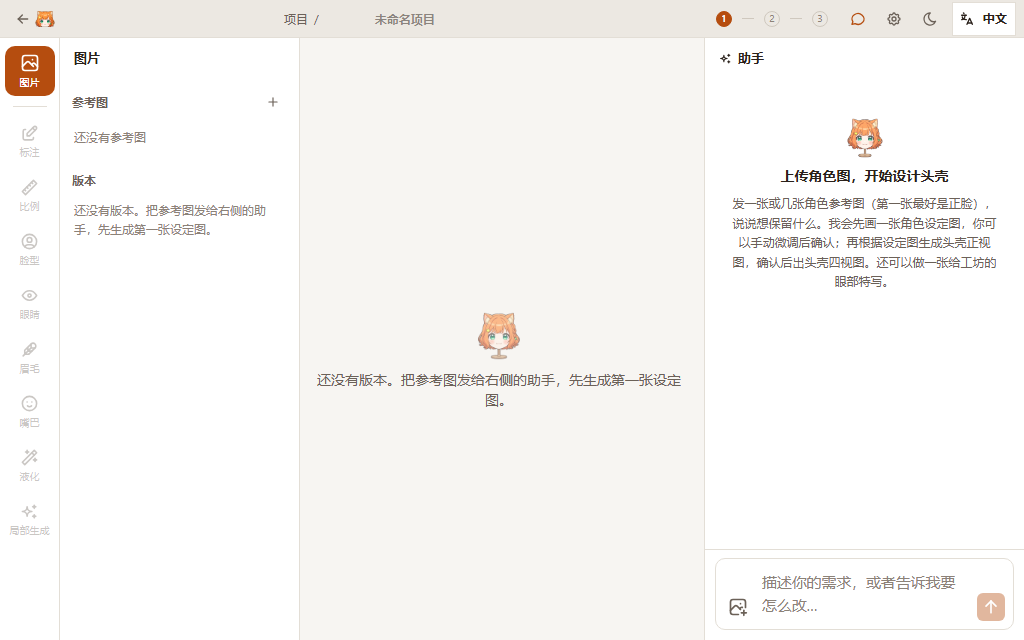 项目 /
未命名项目
1
2
3
中文
图片
标注
比例
脸型
眼睛
眉毛
嘴巴
液化
局部生成
图片
参考图
还没有参考图
版本
还没有版本。把参考图发给右侧的助
手，先生成第一张设定图。
还没有版本。把参考图发给右侧的助手，先生成第一张设定
图。
助手
上传角色图，开始设计头壳
发一张或几张角色参考图（第一张最好是正脸），
说说想保留什么。我会先画一张角色设定图，你可
以手动微调后确认；再根据设定图生成头壳正视
图，确认后出头壳四视图。还可以做一张给工坊的
眼部特写。
描述你的需求，或者告诉我要
怎么改...